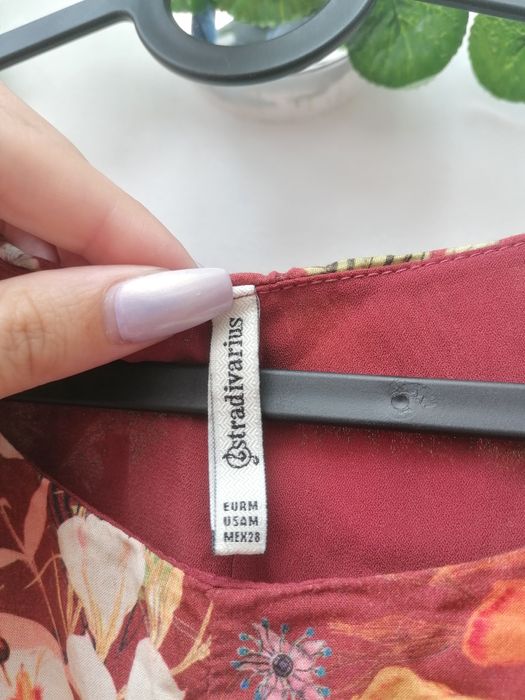 stradivarius
EUR M
USA M
MEX 28